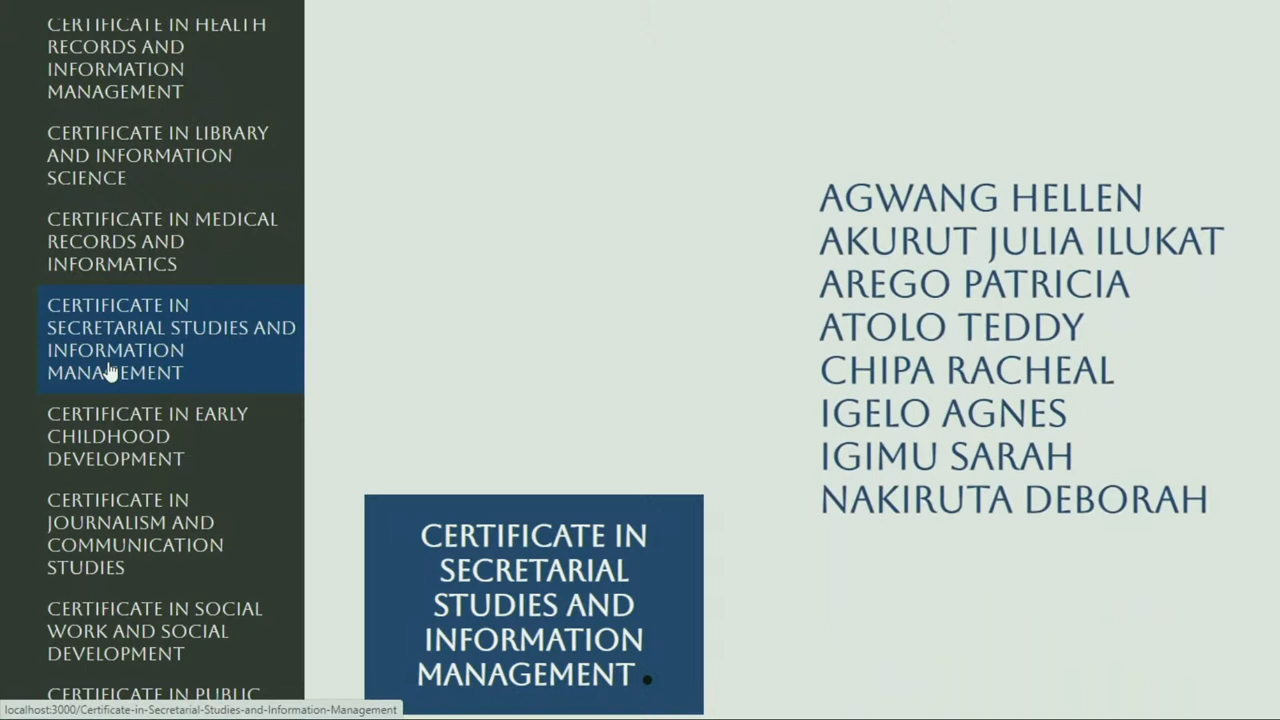 CERTIFICATE IN HEALTH
RECORDS AND
INFORMATION
MANAGEMENT
CERTIFICATE IN LIBRARY
AND INFORMATION
SCIENCE
CERTIFICATE IN MEDICAL
RECORDS AND
INFORMATICS
CERTIFICATE IN
SECRETARIAL STUDIES AND
INFORMATION
MANAGEMENT
CERTIFICATE IN EARLY
CHILDHOOD
DEVELOPMENT
CERTIFICATE IN
JOURNALISM AND
COMMUNICATION
STUDIES
CERTIFICATE IN SOCIAL
WORK AND SOCIAL
DEVELOPMENT
CERTIFICATE IN PUBLIC
localhost:3000/Certificate-in-Secretarial-Studies-and-Information-Management
CERTIFICATE IN
SECRETARIAL
STUDIES AND
INFORMATION
MANAGEMENT
AGWANG HELLEN
AKURUT JULIA ILUKAT
AREGO PATRICIA
ATOLO TEDDY
CHIPA RACHEAL
IGELO AGNES
IGIMU SARAH
NAKIRUTA DEBORAH